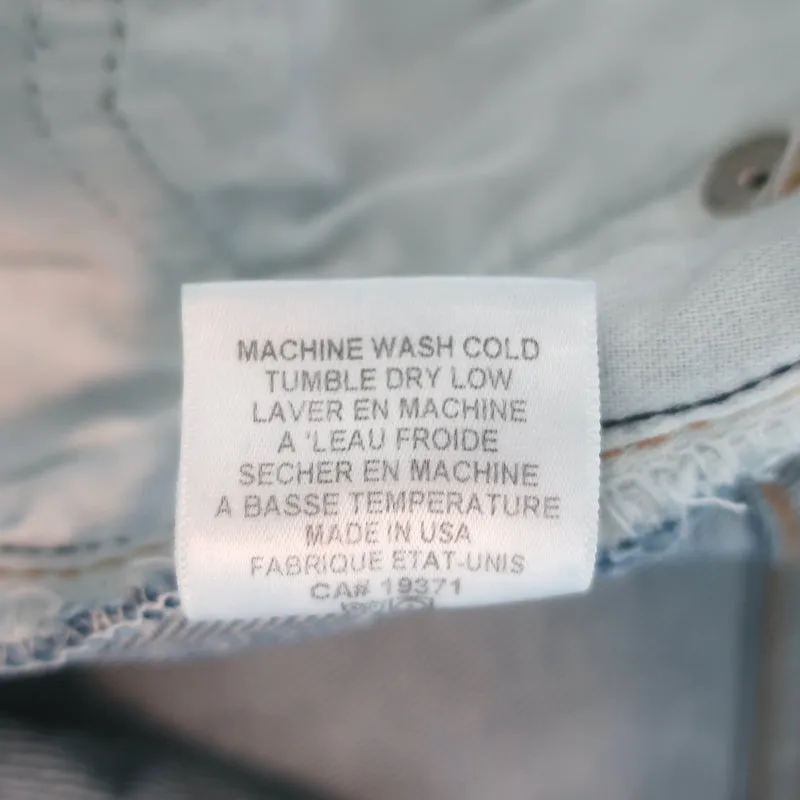 MACHINE WASH COLD
TUMBLE DRY LOW
LAVER EN MACHINE
A 'LEAU FROIDE
SECHER EN MACHINE
A BASSE TEMPERATURE
MADE IN USA
FABRIQUE ETAT-UNIS
CA# 19371